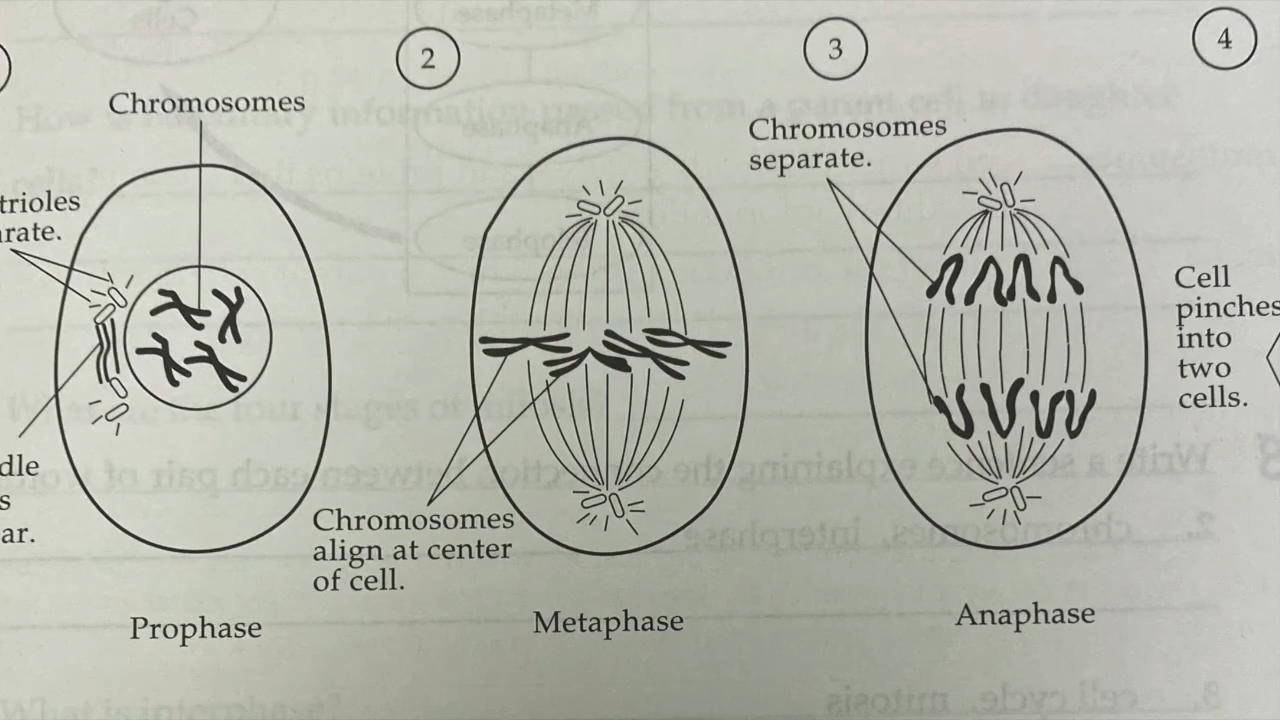 2
3
4
Chromosomes
Chromosomes
separate.
trioles
rate.
Cell
pinches
into
two
cells.
dle
s
ar.
Chromosomes
align at center
of cell.
Prophase
Metaphase
Anaphase